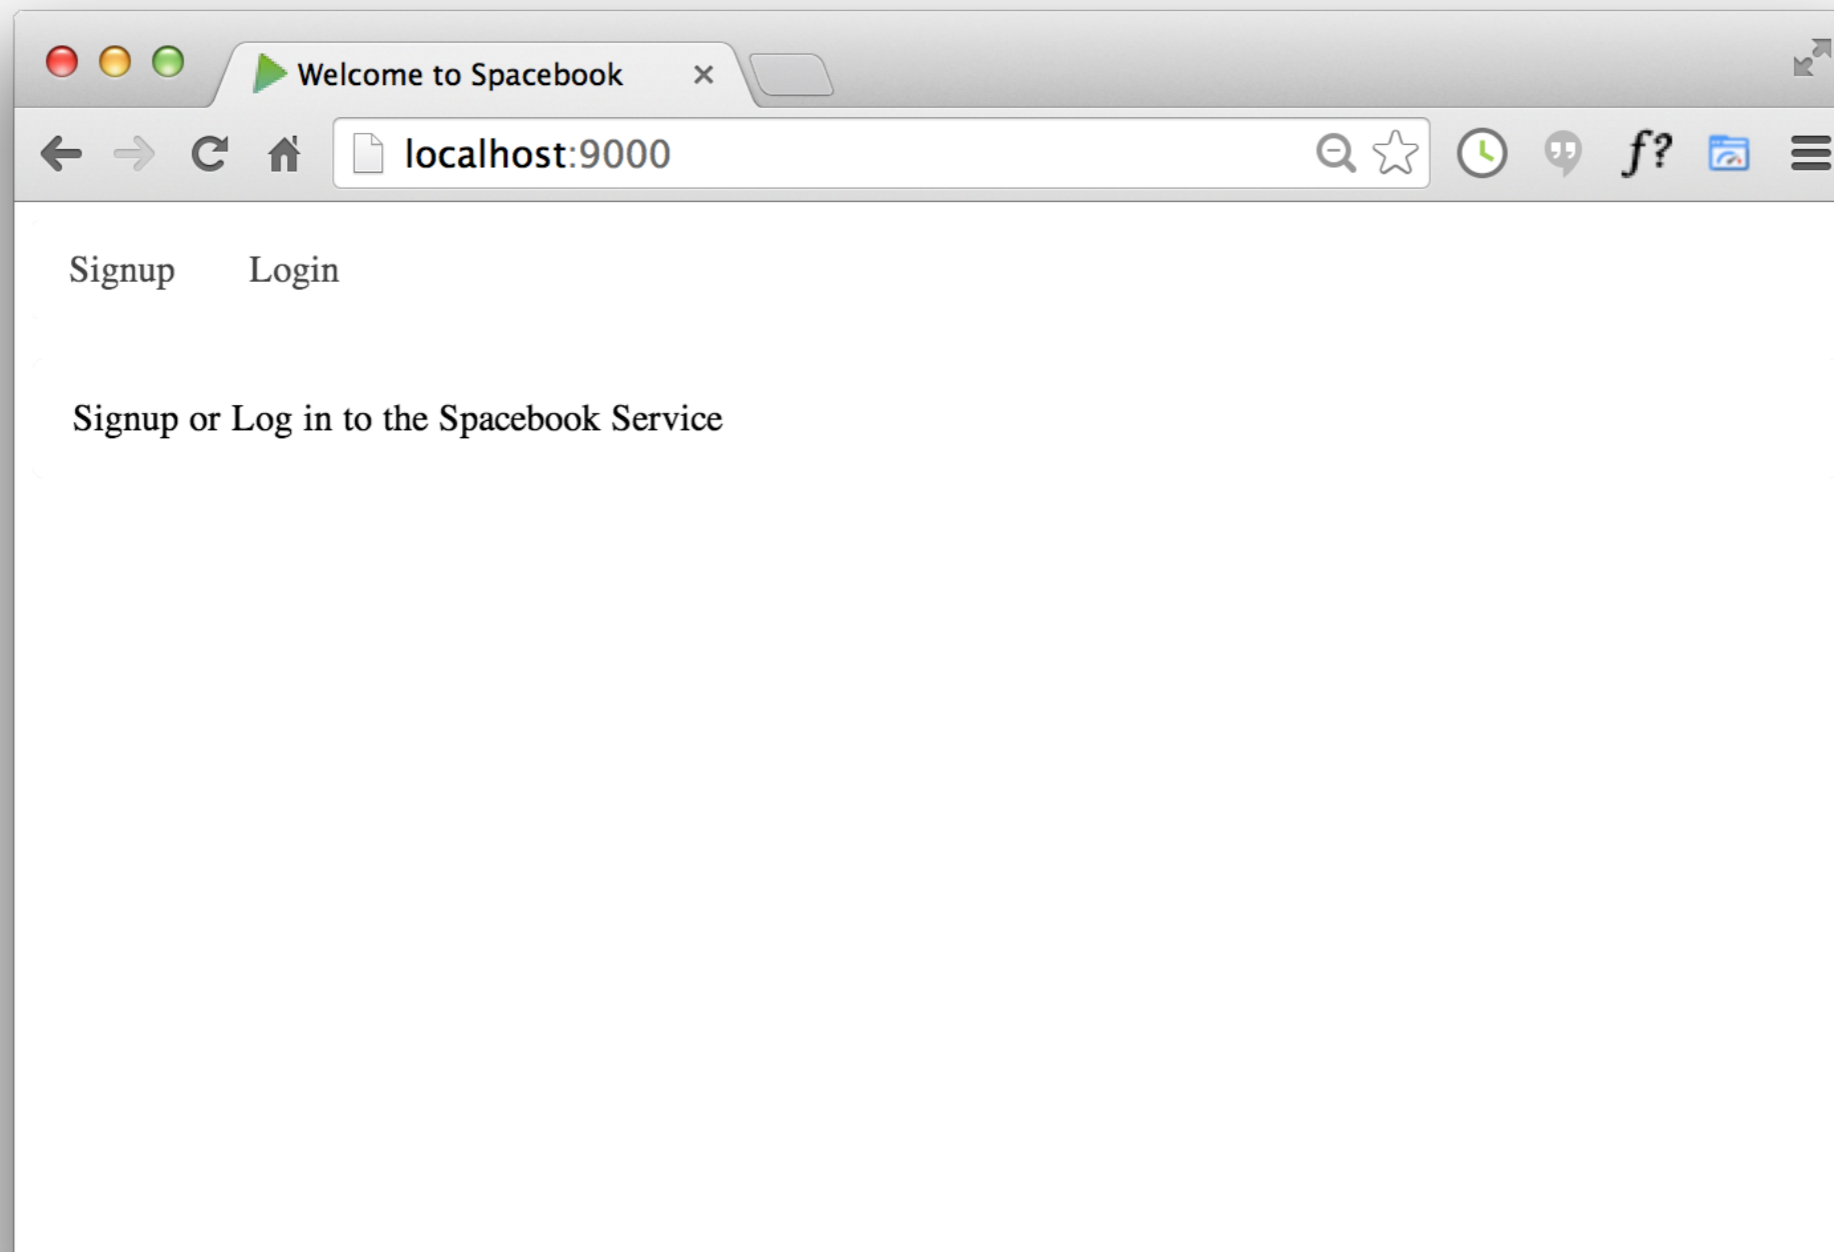 Welcome to Spacebook
localhost:9000
f?
Signup Login
Signup or Log in to the Spacebook Service